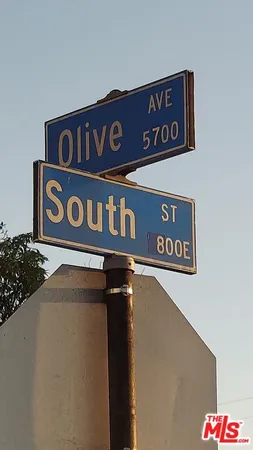 Olive AVE
5700
South ST
800E
THE
MLS
.COM